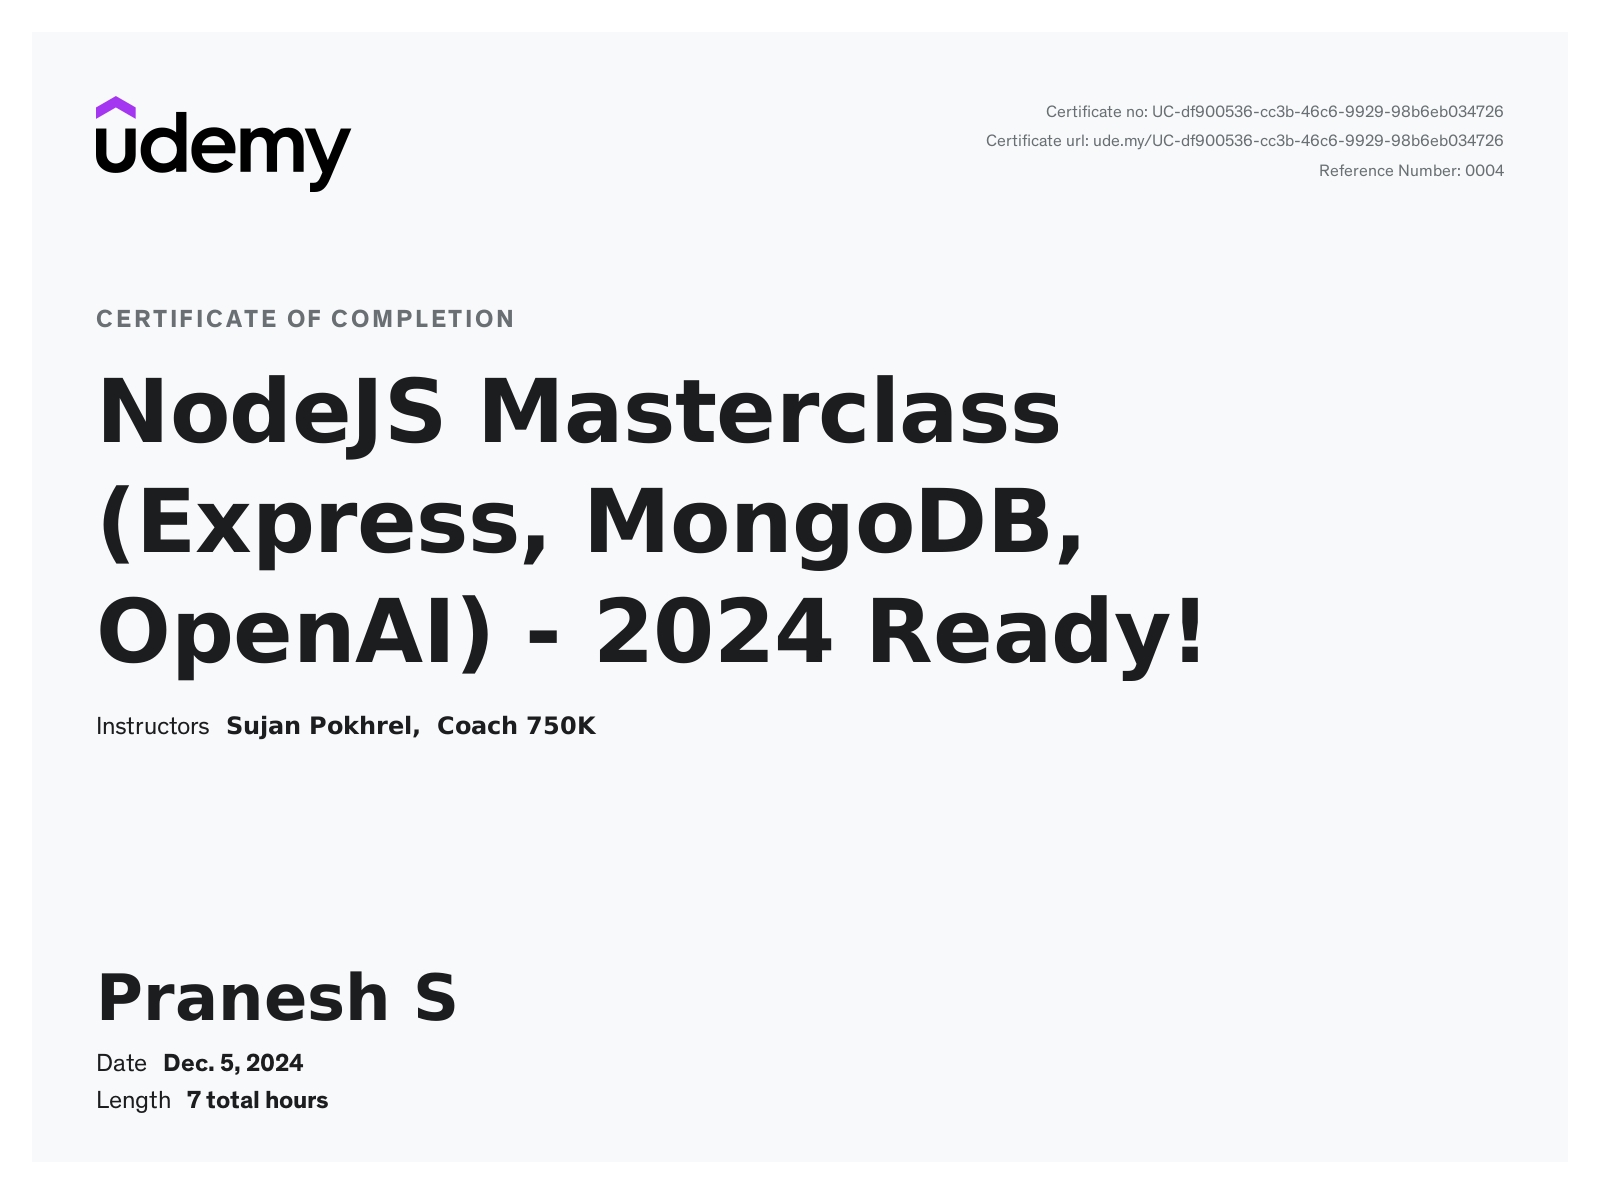 udemy
Certificate no: UC-df900536-cc3b-46c6-9929-98b6eb034726
Certificate url: ude.my/UC-df900536-cc3b-46c6-9929-98b6eb034726
Reference Number: 0004
CERTIFICATE OF COMPLETION
NodeJS Masterclass
(Express, MongoDB,
OpenAI) - 2024 Ready!
Instructors Sujan Pokhrel, Coach 750K
Pranesh S
Date Dec. 5, 2024
Length 7 total hours